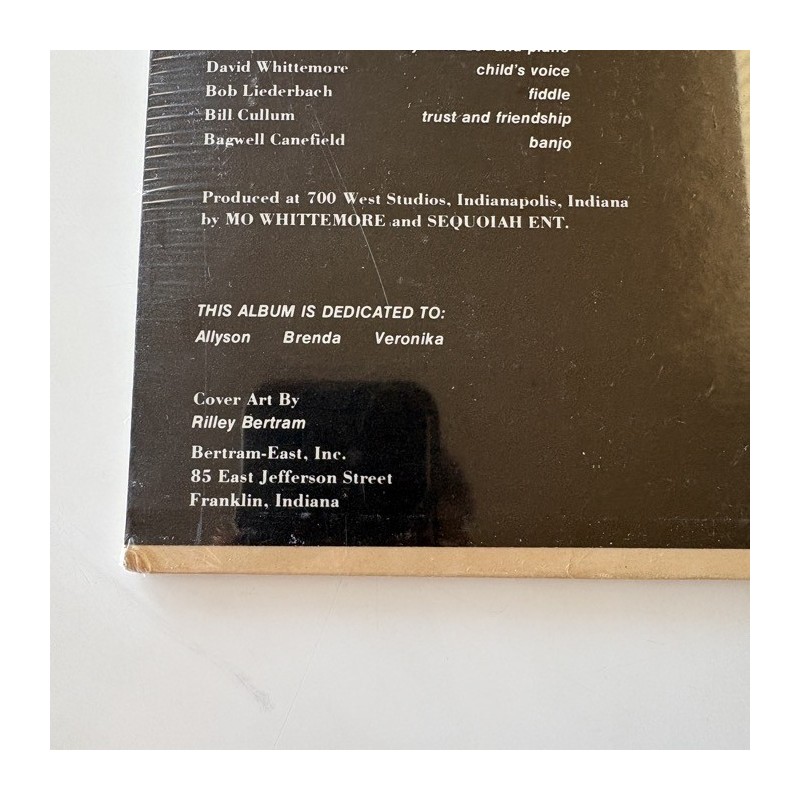 and piano
David Whittemore child's voice
Bob Liederbach fiddle
Bill Cullum trust and friendship
Bagwell Canefield banjo
Produced at 700 West Studios, Indianapolis, Indiana
by MO WHITTEMORE and SEQUOIAH ENT.
THIS ALBUM IS DEDICATED TO:
Allyson Brenda Veronika
Cover Art By
Rilley Bertram
Bertram-East, Inc.
85 East Jefferson Street
Franklin, Indiana